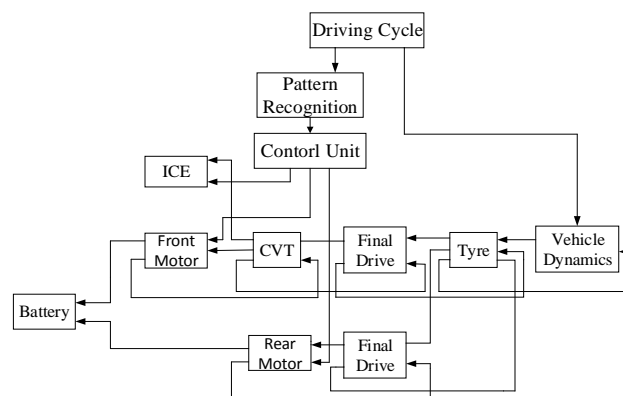 Driving Cycle
Pattern
Recognition
Contorl Unit
ICE
Front
Motor
CVT
Final
Drive
Tyre
Vehicle
Dynamics
Battery
Rear
Motor
Final
Drive